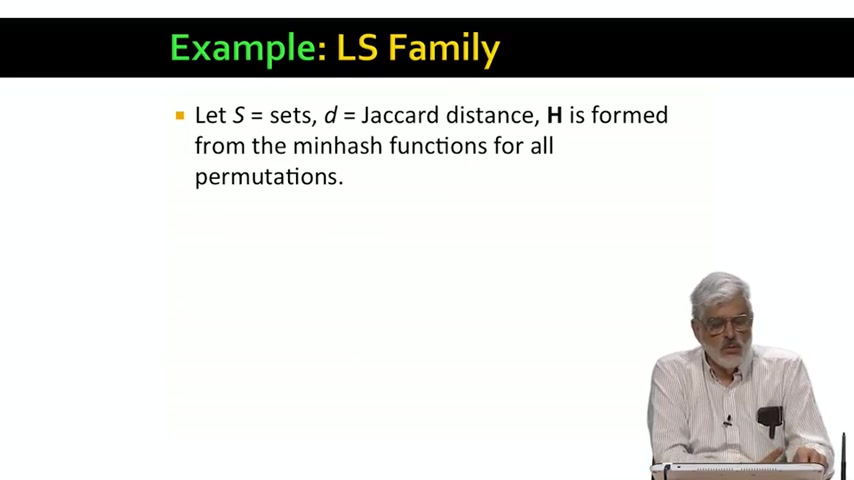 Example: LS Family
Let S = sets, d = Jaccard distance, H is formed
from the minhash functions for all
permutations.